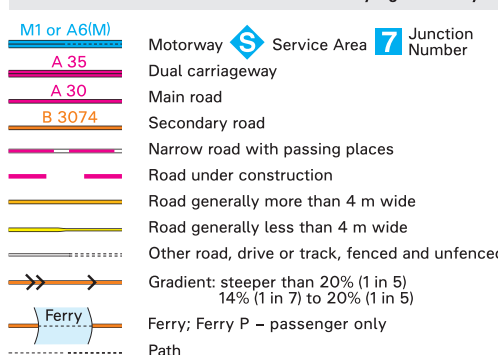 M1 or A6(M)
Motorway S Service Area 7 Junction Number
A 35
Dual carriageway
A 30
Main road
B 3074
Secondary road
Narrow road with passing places
Road under construction
Road generally more than 4 m wide
Road generally less than 4 m wide
Other road, drive or track, fenced and unfenced
Gradient: steeper than 20% (1 in 5)
14% (1 in 7) to 20% (1 in 5)
Ferry
Ferry; Ferry P – passenger only
Path